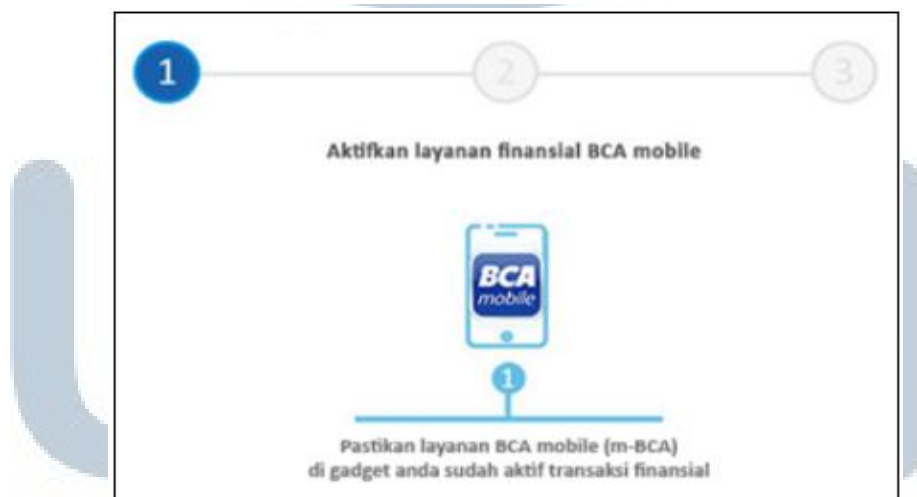 1 2 3
Aktifkan layanan finansial BCA mobile
BCA
mobile
1
Pastikan layanan BCA mobile (m-BCA)
di gadget anda sudah aktif transaksi finansial